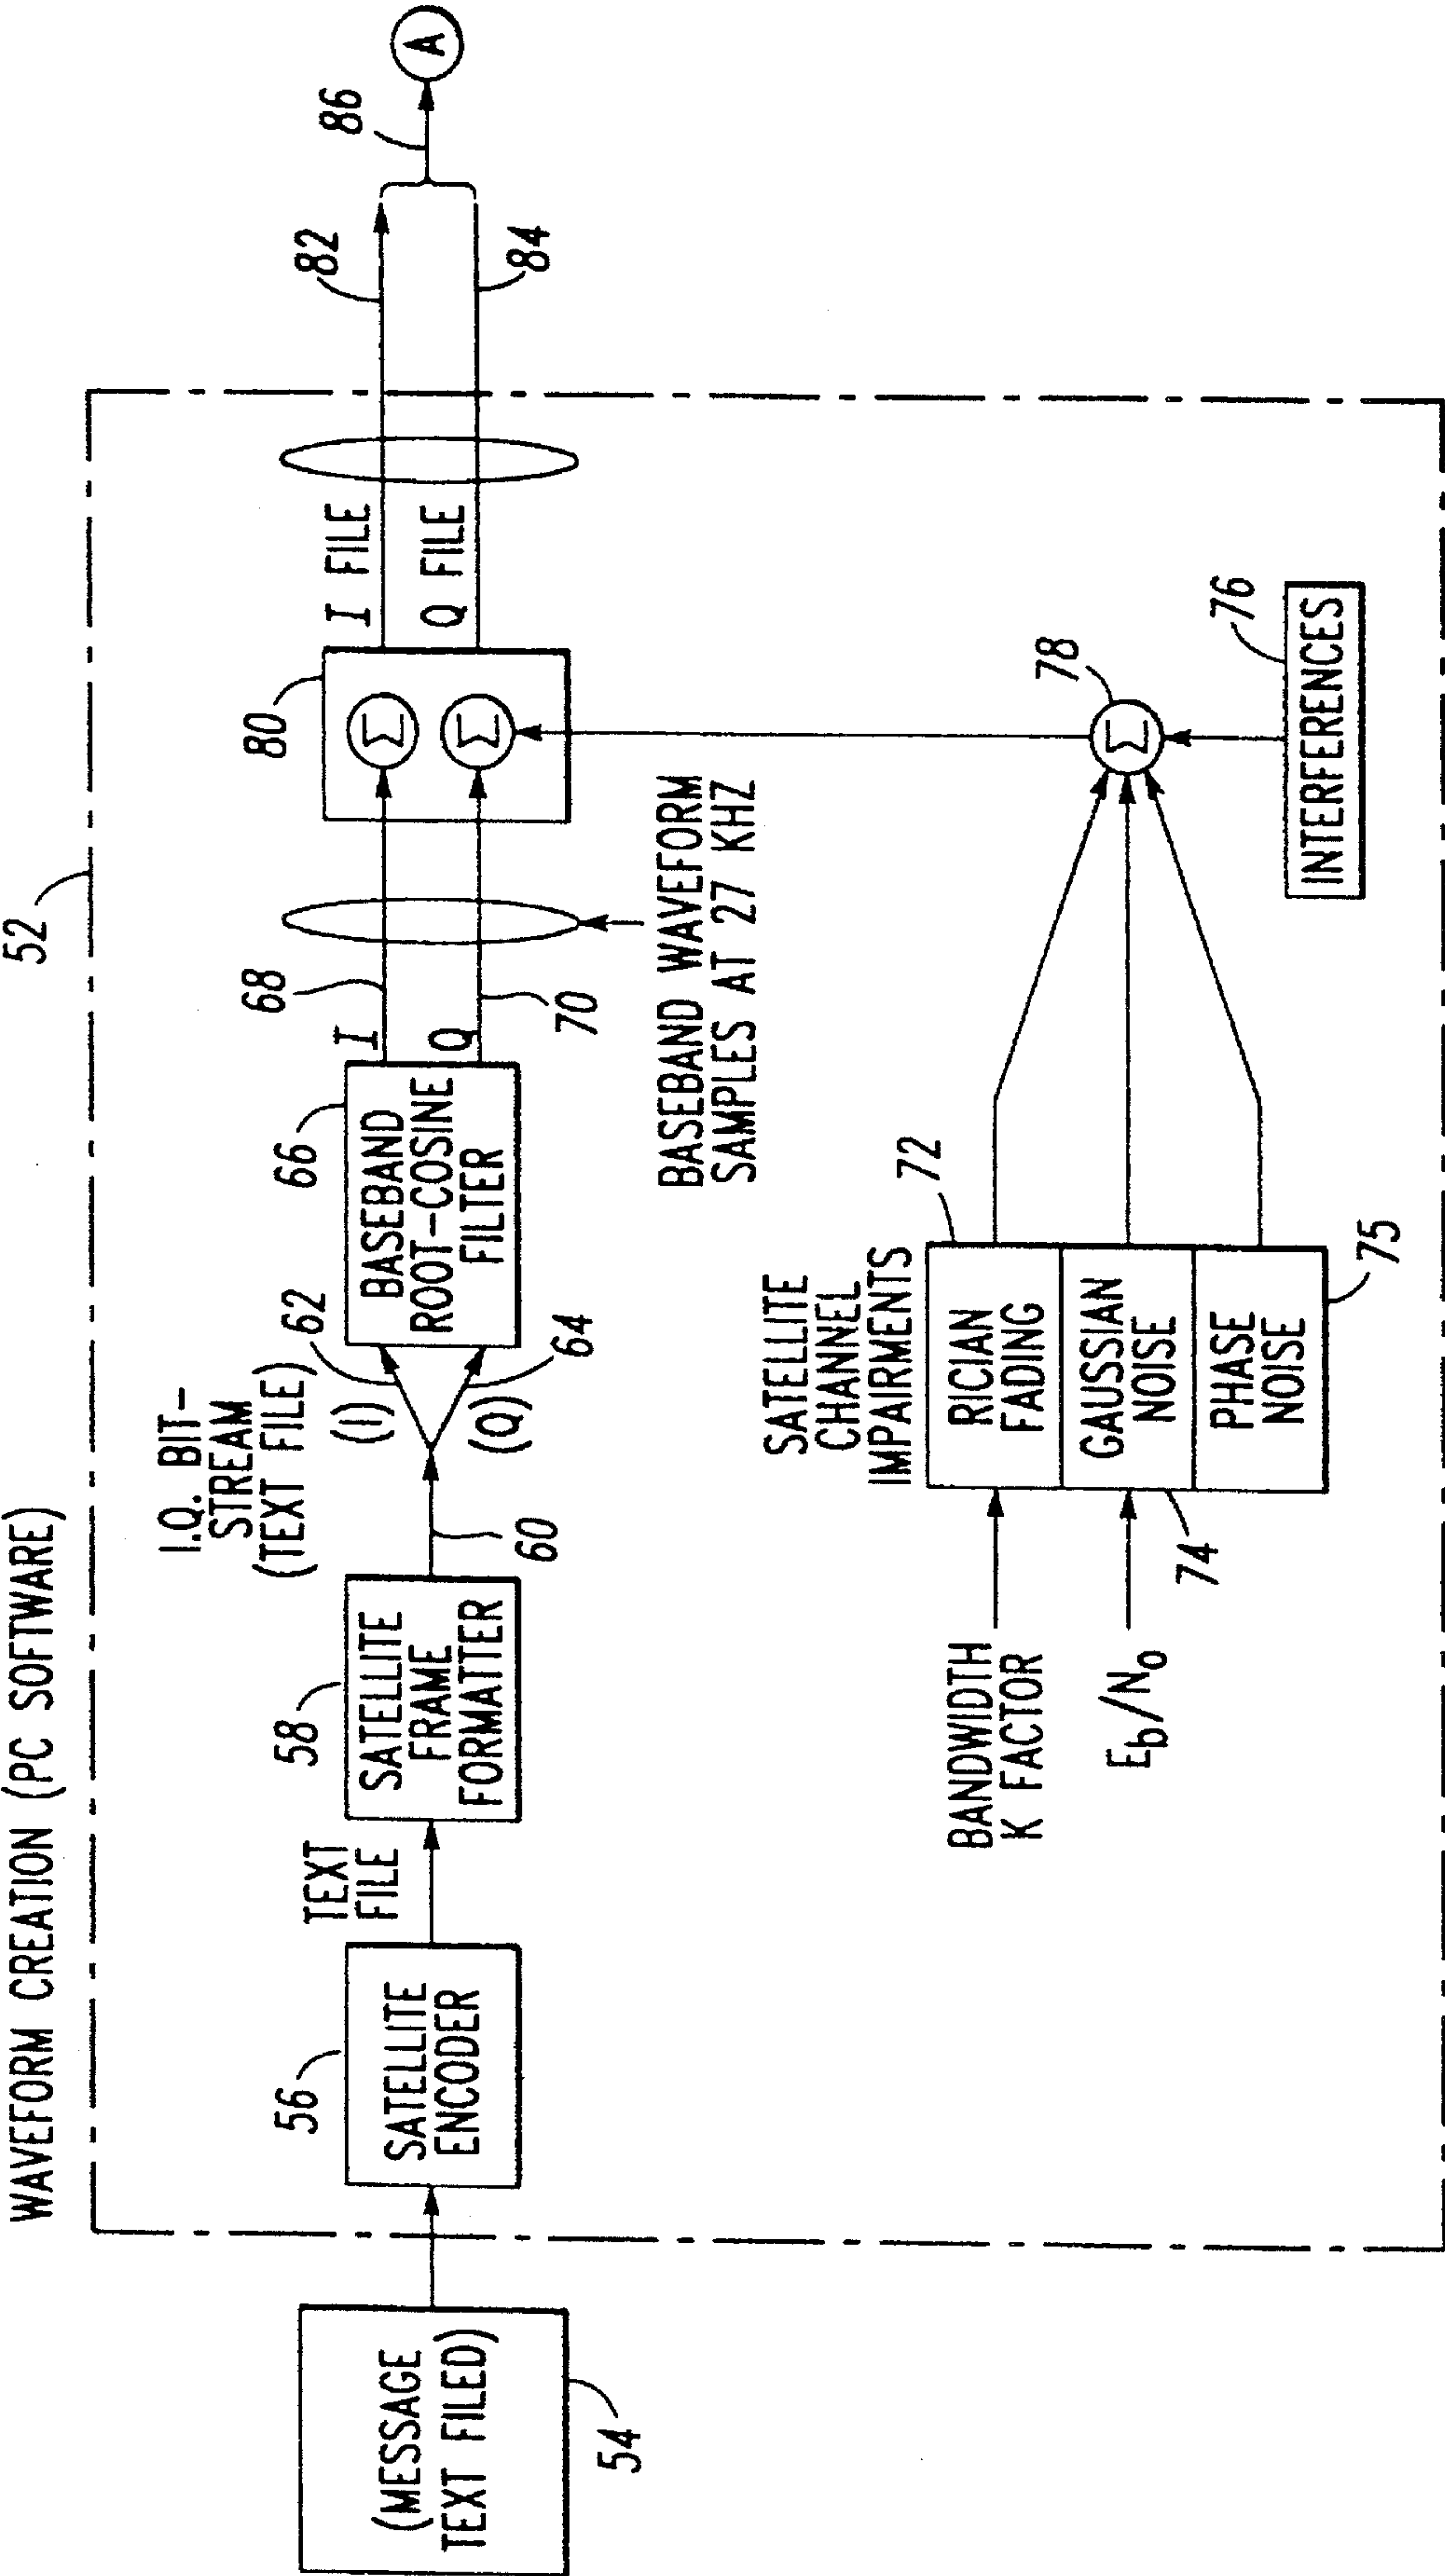 WAVEFORM CREATION (PC SOFTWARE)
52
(MESSAGE
TEXT FILED)
54
56
SATELLITE
ENCODER
TEXT
FILE
58
SATELLITE
FRAME
FORMATTER
60
I.Q. BIT-
STREAM
(TEXT FILE)
(I)
62
(Q)
64
66
BASEBAND
ROOT-COSINE
FILTER
I
68
Q
70
BASEBAND WAVEFORM
SAMPLES AT 27 KHZ
80
Σ
Σ
I FILE
Q FILE
82
84
86
A
SATELLITE
CHANNEL
IMPAIRMENTS
72
RICIAN
FADING
GAUSSIAN
NOISE
PHASE
NOISE
74
75
BANDWIDTH
K FACTOR
Eb/No
78
Σ
76
INTERFERENCES